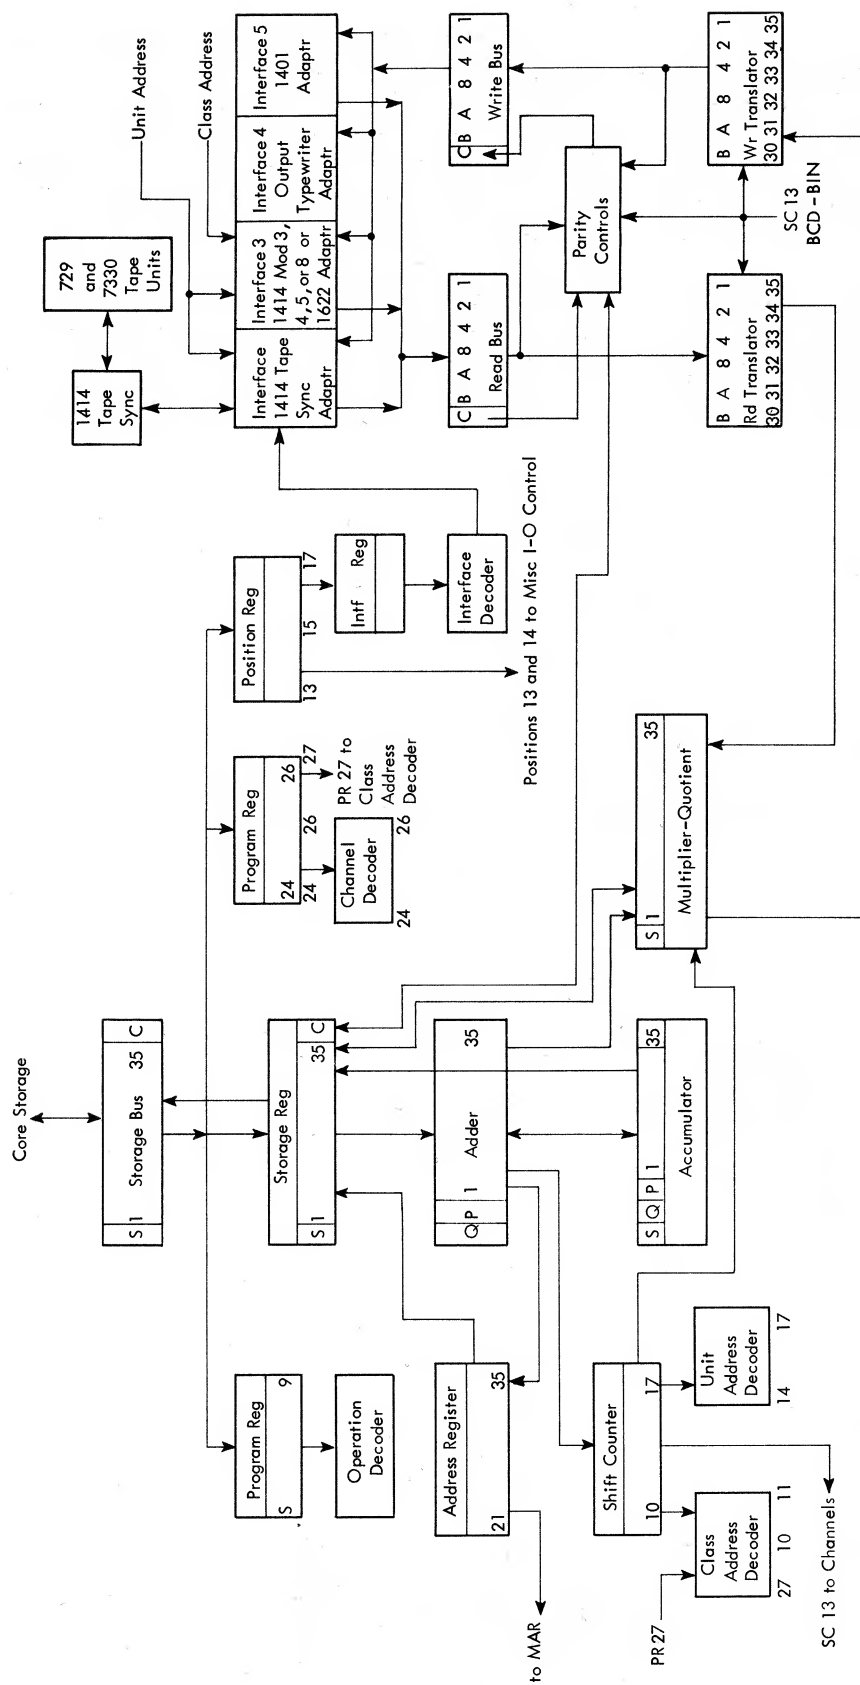 Core Storage
S 1 Storage Bus 35 C
Program Reg
S 9
Operation
Decoder
Storage Reg
S 1 35 C
Program Reg
24 26
24 26 27
Channel
Decoder
24 26
PR 27 to
Class
Address
Decoder
Position Reg
13 15 17
Intf Reg
Interface
Decoder
Positions 13 and 14 to Misc I-O Control
1414
Tape
Sync
729
and
7330
Tape
Units
Unit Address
Class Address
Interface
1414 Tape
Sync
Adaptr
Interface 3
1414 Mod 3,
4, 5, or 8 or
1622 Adaptr
Interface 4
Output
Typewriter
Adaptr
Interface 5
1401
Adaptr
Address Register
21 35
to MAR
Q P 1 Adder 35
C B A 8 4 2 1
Read Bus
C B A 8 4 2 1
Write Bus
Parity
Controls
Shift Counter
10 17
PR27
Class
Address
Decoder
27 10 11
Unit
Address
Decoder
14 17
SC 13 to Channels
S Q P 1 35
Accumulator
S 1 35
Multiplier-Quotient
B A 8 4 2 1
Rd Translator
30 31 32 33 34 35
SC 13
BCD-BIN
B A 8 4 2 1
Wr Translator
30 31 32 33 34 35